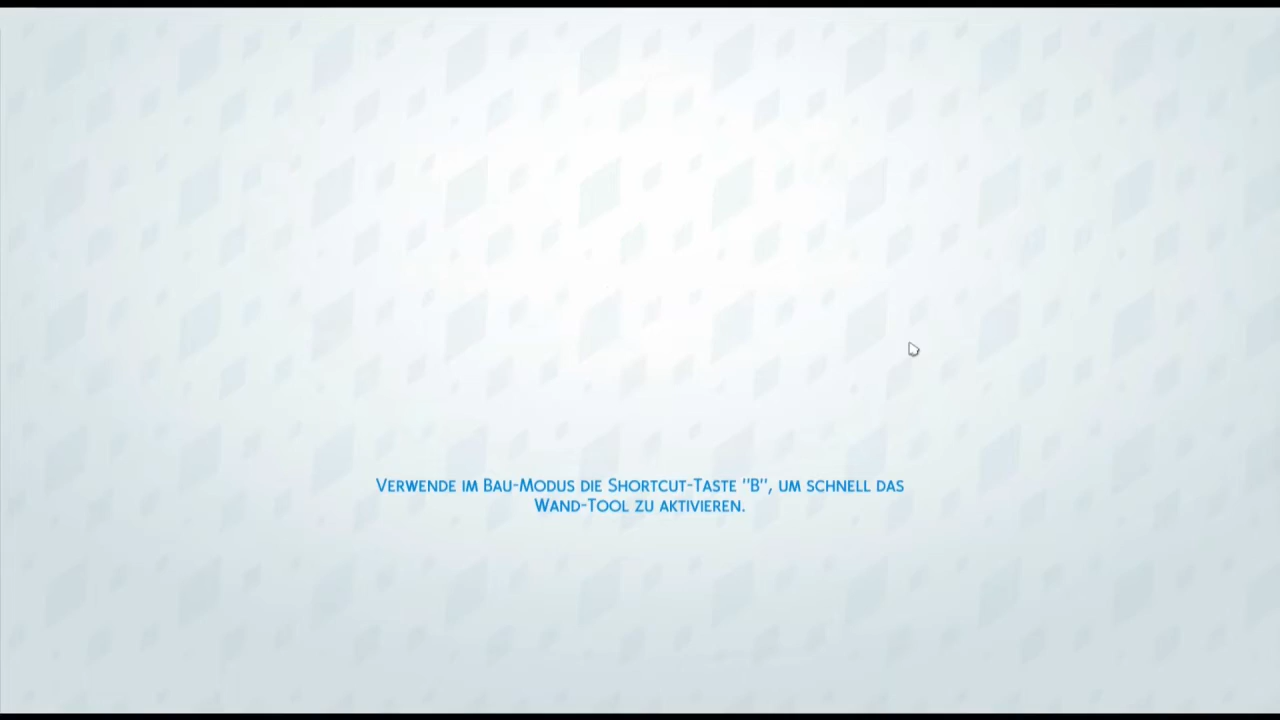 Verwende im Bau-Modus die Shortcut-Taste "B", um schnell das
Wand-Tool zu aktivieren.